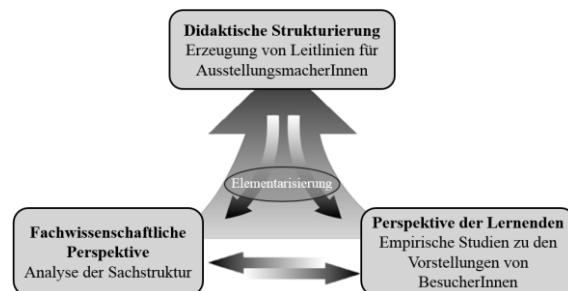 Didaktische Strukturierung
Erzeugung von Leitlinien für
AusstellungsmacherInnen
Elementarisierung
Fachwissenschaftliche
Perspektive
Analyse der Sachstruktur
Perspektive der Lernenden
Empirische Studien zu den
Vorstellungen von
BesucherInnen